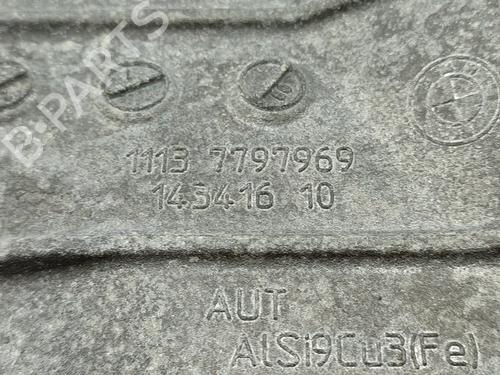 B-PARTS
1113 7797969
143416 10
AUT
AlSi9Cu3(Fe)